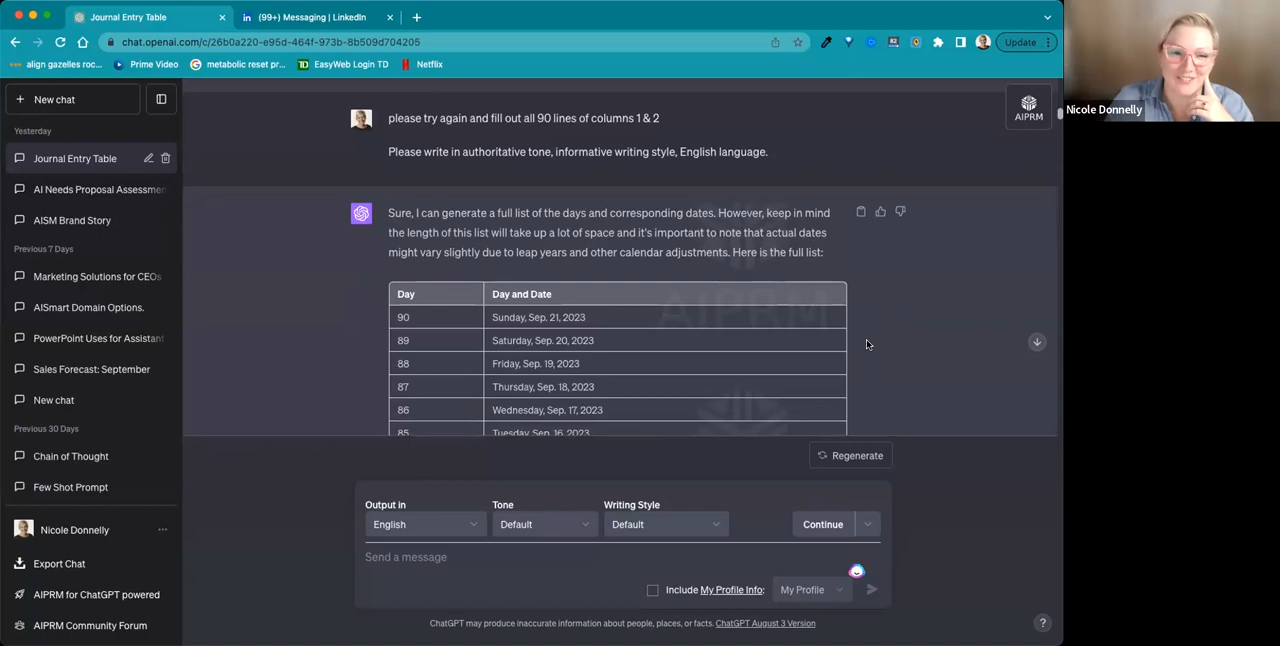 Journal Entry Table
(99+) Messaging | LinkedIn
chat.openai.com/c/26b0a220-e95d-464f-973b-8b509d704205
Update
align gazelles roc...
Prime Video
metabolic reset pr...
EasyWeb Login TD
Netflix
New chat
Yesterday
Journal Entry Table
AI Needs Proposal Assessmen
AISM Brand Story
Previous 7 Days
Marketing Solutions for CEOs
AISmart Domain Options.
PowerPoint Uses for Assistant
Sales Forecast: September
New chat
Previous 30 Days
Chain of Thought
Few Shot Prompt
Nicole Donnelly
Export Chat
AIPRM for ChatGPT powered
AIPRM Community Forum
please try again and fill out all 90 lines of columns 1 & 2
Please write in authoritative tone, informative writing style, English language.
AIPRM
Sure, I can generate a full list of the days and corresponding dates. However, keep in mind
the length of this list will take up a lot of space and it's important to note that actual dates
might vary slightly due to leap years and other calendar adjustments. Here is the full list:
Day Day and Date
90 Sunday, Sep. 21, 2023
89 Saturday, Sep. 20, 2023
88 Friday, Sep. 19, 2023
87 Thursday, Sep. 18, 2023
86 Wednesday, Sep. 17, 2023
85 Tuesday, Sep. 16, 2023
AIPRM
Regenerate
Output in Tone Writing Style
English Default Default Continue
Send a message
Include My Profile Info: My Profile
ChatGPT may produce inaccurate information about people, places, or facts. ChatGPT August 3 Version
?
Nicole Donnelly